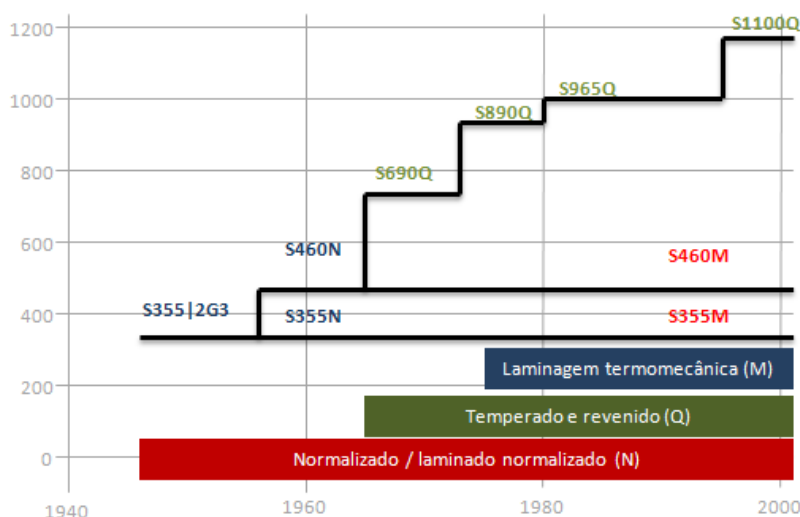 1200
S1100Q
1000
S965Q
S890Q
800
S690Q
600
S460N
S460M
400
S355|2G3
S355N
S355M
Laminagem termomecânica (M)
200
Temperado e revenido (Q)
0
Normalizado / laminado normalizado (N)
1940
1960
1980
2000